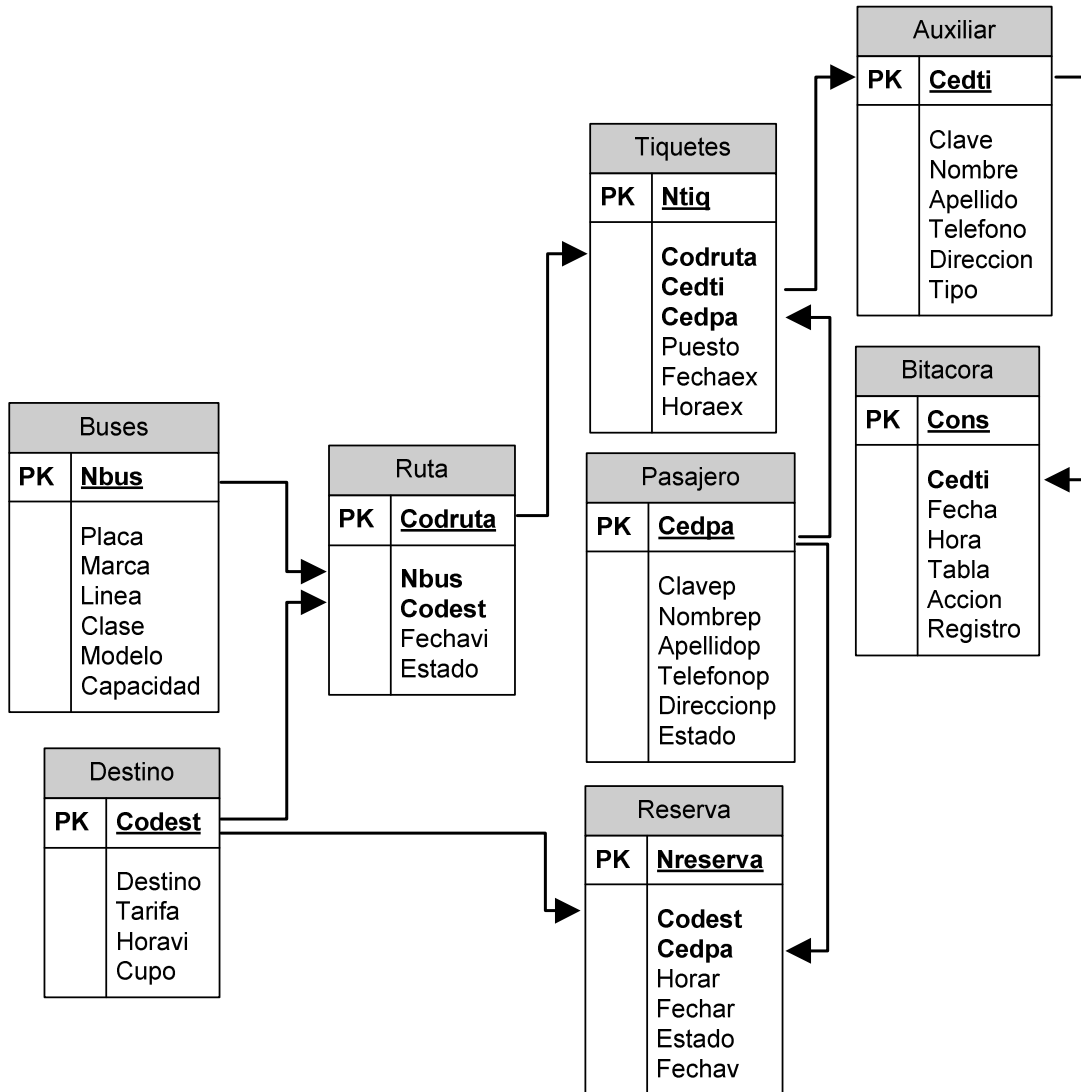 Auxiliar
PK Cedti
Clave
Nombre
Apellido
Telefono
Direccion
Tipo
Tiquetes
PK Ntiq
Codruta
Cedti
Cedpa
Puesto
Fechaex
Horaex
Bitacora
PK Cons
Cedti
Fecha
Hora
Tabla
Accion
Registro
Buses
PK Nbus
Placa
Marca
Linea
Clase
Modelo
Capacidad
Ruta
PK Codruta
Nbus
Codest
Fechavi
Estado
Pasajero
PK Cedpa
Clavep
Nombrep
Apellidop
Telefonop
Direccionp
Estado
Destino
PK Codest
Destino
Tarifa
Horavi
Cupo
Reserva
PK Nreserva
Codest
Cedpa
Horar
Fechar
Estado
Fechav